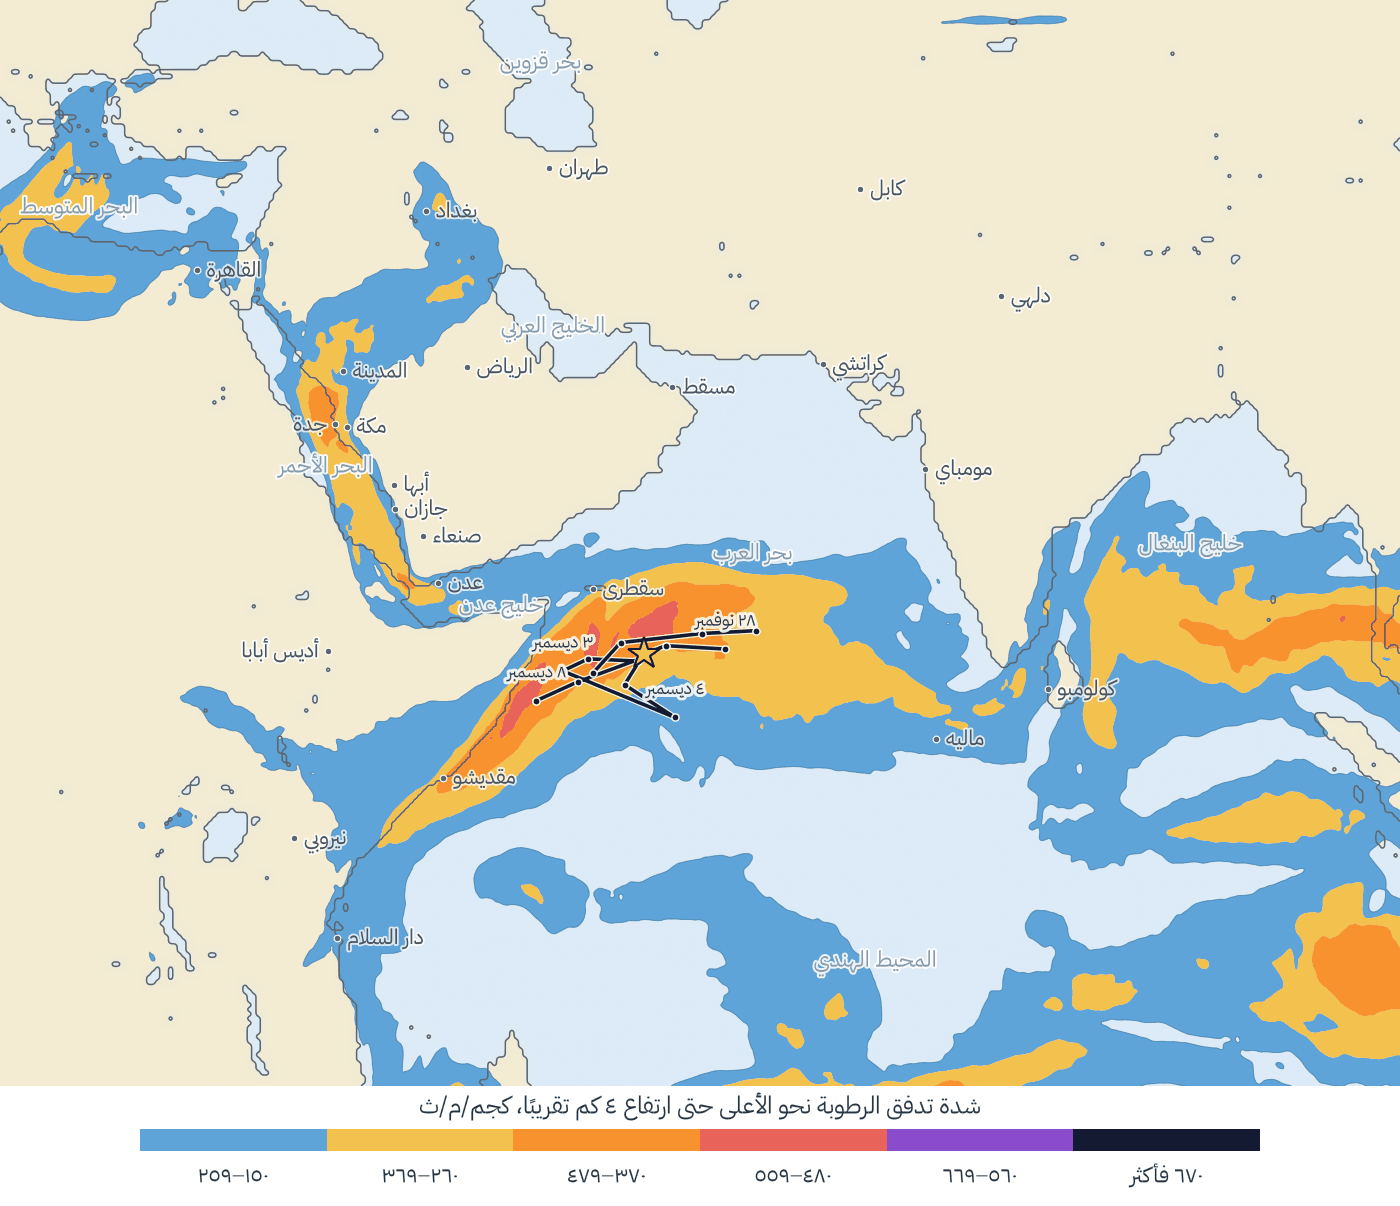 بحر قزوين
طهران
كابل
بغداد
البحر المتوسط
القاهرة
دلهي
الخليج العربي
الرياض
المدينة
كراتشي
مسقط
جدة
مكة
البحر الأحمر
مومباي
أبها
جازان
صنعاء
خليج البنغال
بحر العرب
عدن
سقطرى
خليج عدن
٢٨ نوفمبر
٣ ديسمبر
أديس أبابا
٨ ديسمبر
٤ ديسمبر
كولومبو
ماليه
مقديشو
نيروبي
دار السلام
المحيط الهندي
شدة تدفق الرطوبة نحو الأعلى حتى ارتفاع ٤ كم تقريبًا، كجم/م/ث
١٥٠–٢٥٩
٢٦٠–٣٦٩
٣٧٠–٤٧٩
٤٨٠–٥٥٩
٥٦٠–٦٦٩
٦٧٠ فأكثر